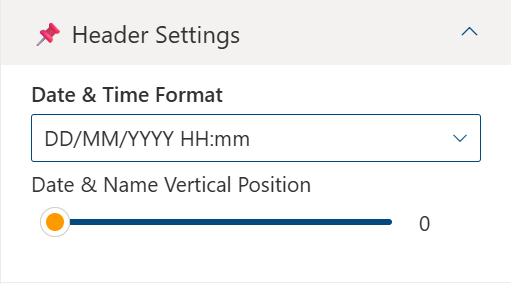 Header Settings
Date & Time Format
DD/MM/YYYY HH:mm
Date & Name Vertical Position
0